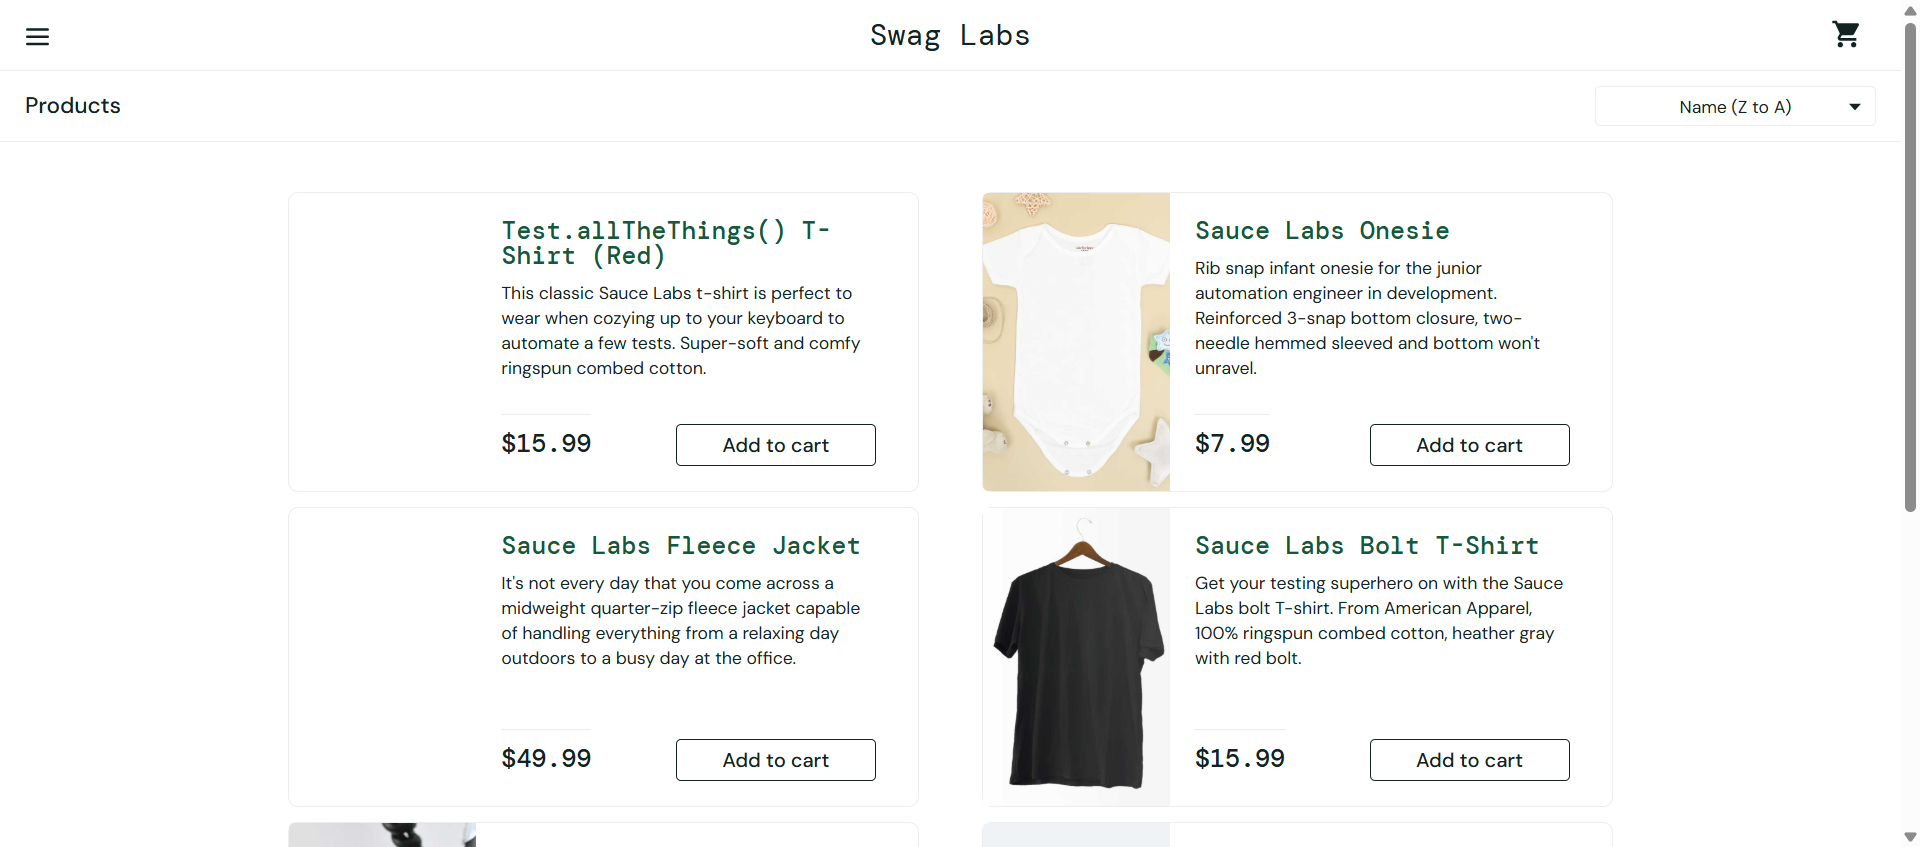 Swag Labs
Products
Name (Z to A)
Test.allTheThings() T-
Shirt (Red)
This classic Sauce Labs t-shirt is perfect to
wear when cozying up to your keyboard to
automate a few tests. Super-soft and comfy
ringspun combed cotton.
$15.99
Add to cart
Sauce Labs Onesie
Rib snap infant onesie for the junior
automation engineer in development.
Reinforced 3-snap bottom closure, two-
needle hemmed sleeved and bottom won't
unravel.
$7.99
Add to cart
Sauce Labs Fleece Jacket
It's not every day that you come across a
midweight quarter-zip fleece jacket capable
of handling everything from a relaxing day
outdoors to a busy day at the office.
$49.99
Add to cart
Sauce Labs Bolt T-Shirt
Get your testing superhero on with the Sauce
Labs bolt T-shirt. From American Apparel,
100% ringspun combed cotton, heather gray
with red bolt.
$15.99
Add to cart